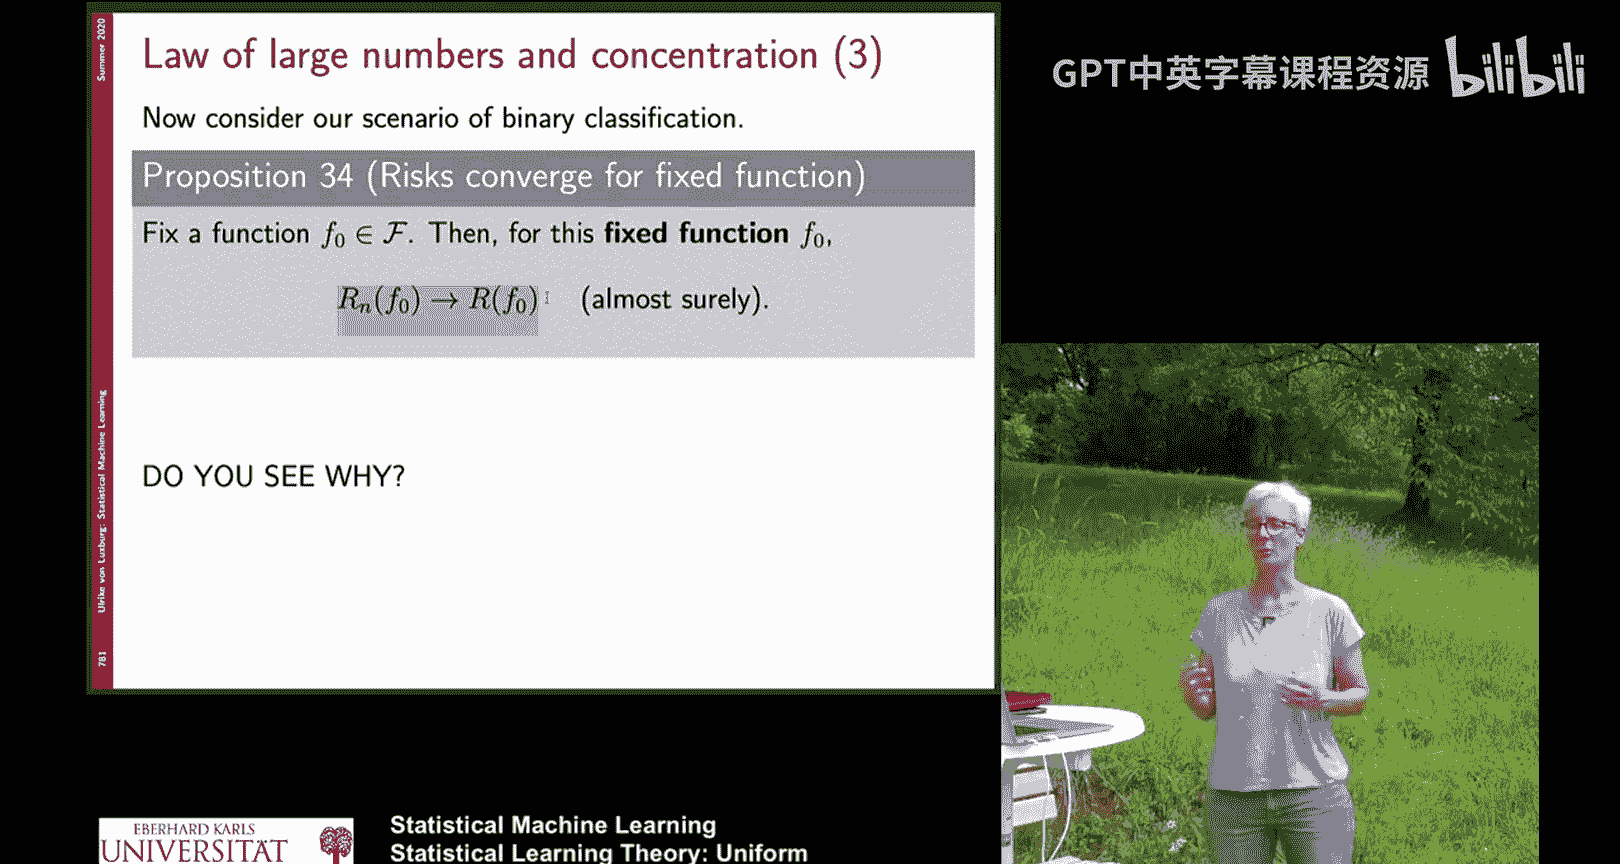 Summer 2020
Law of large numbers and concentration (3)
Now consider our scenario of binary classification.
Proposition 34 (Risks converge for fixed function)
Fix a function f₀ ∈ ℱ. Then, for this fixed function f₀,
Rₙ(f₀) → R(f₀) (almost surely).
DO YOU SEE WHY?
Ulrike von Luxburg: Statistical Machine Learning
781
GPT中英字幕课程资源 bilibili
EBERHARD KARLS
UNIVERSITÄT
Statistical Machine Learning
Statistical Learning Theory: Uniform